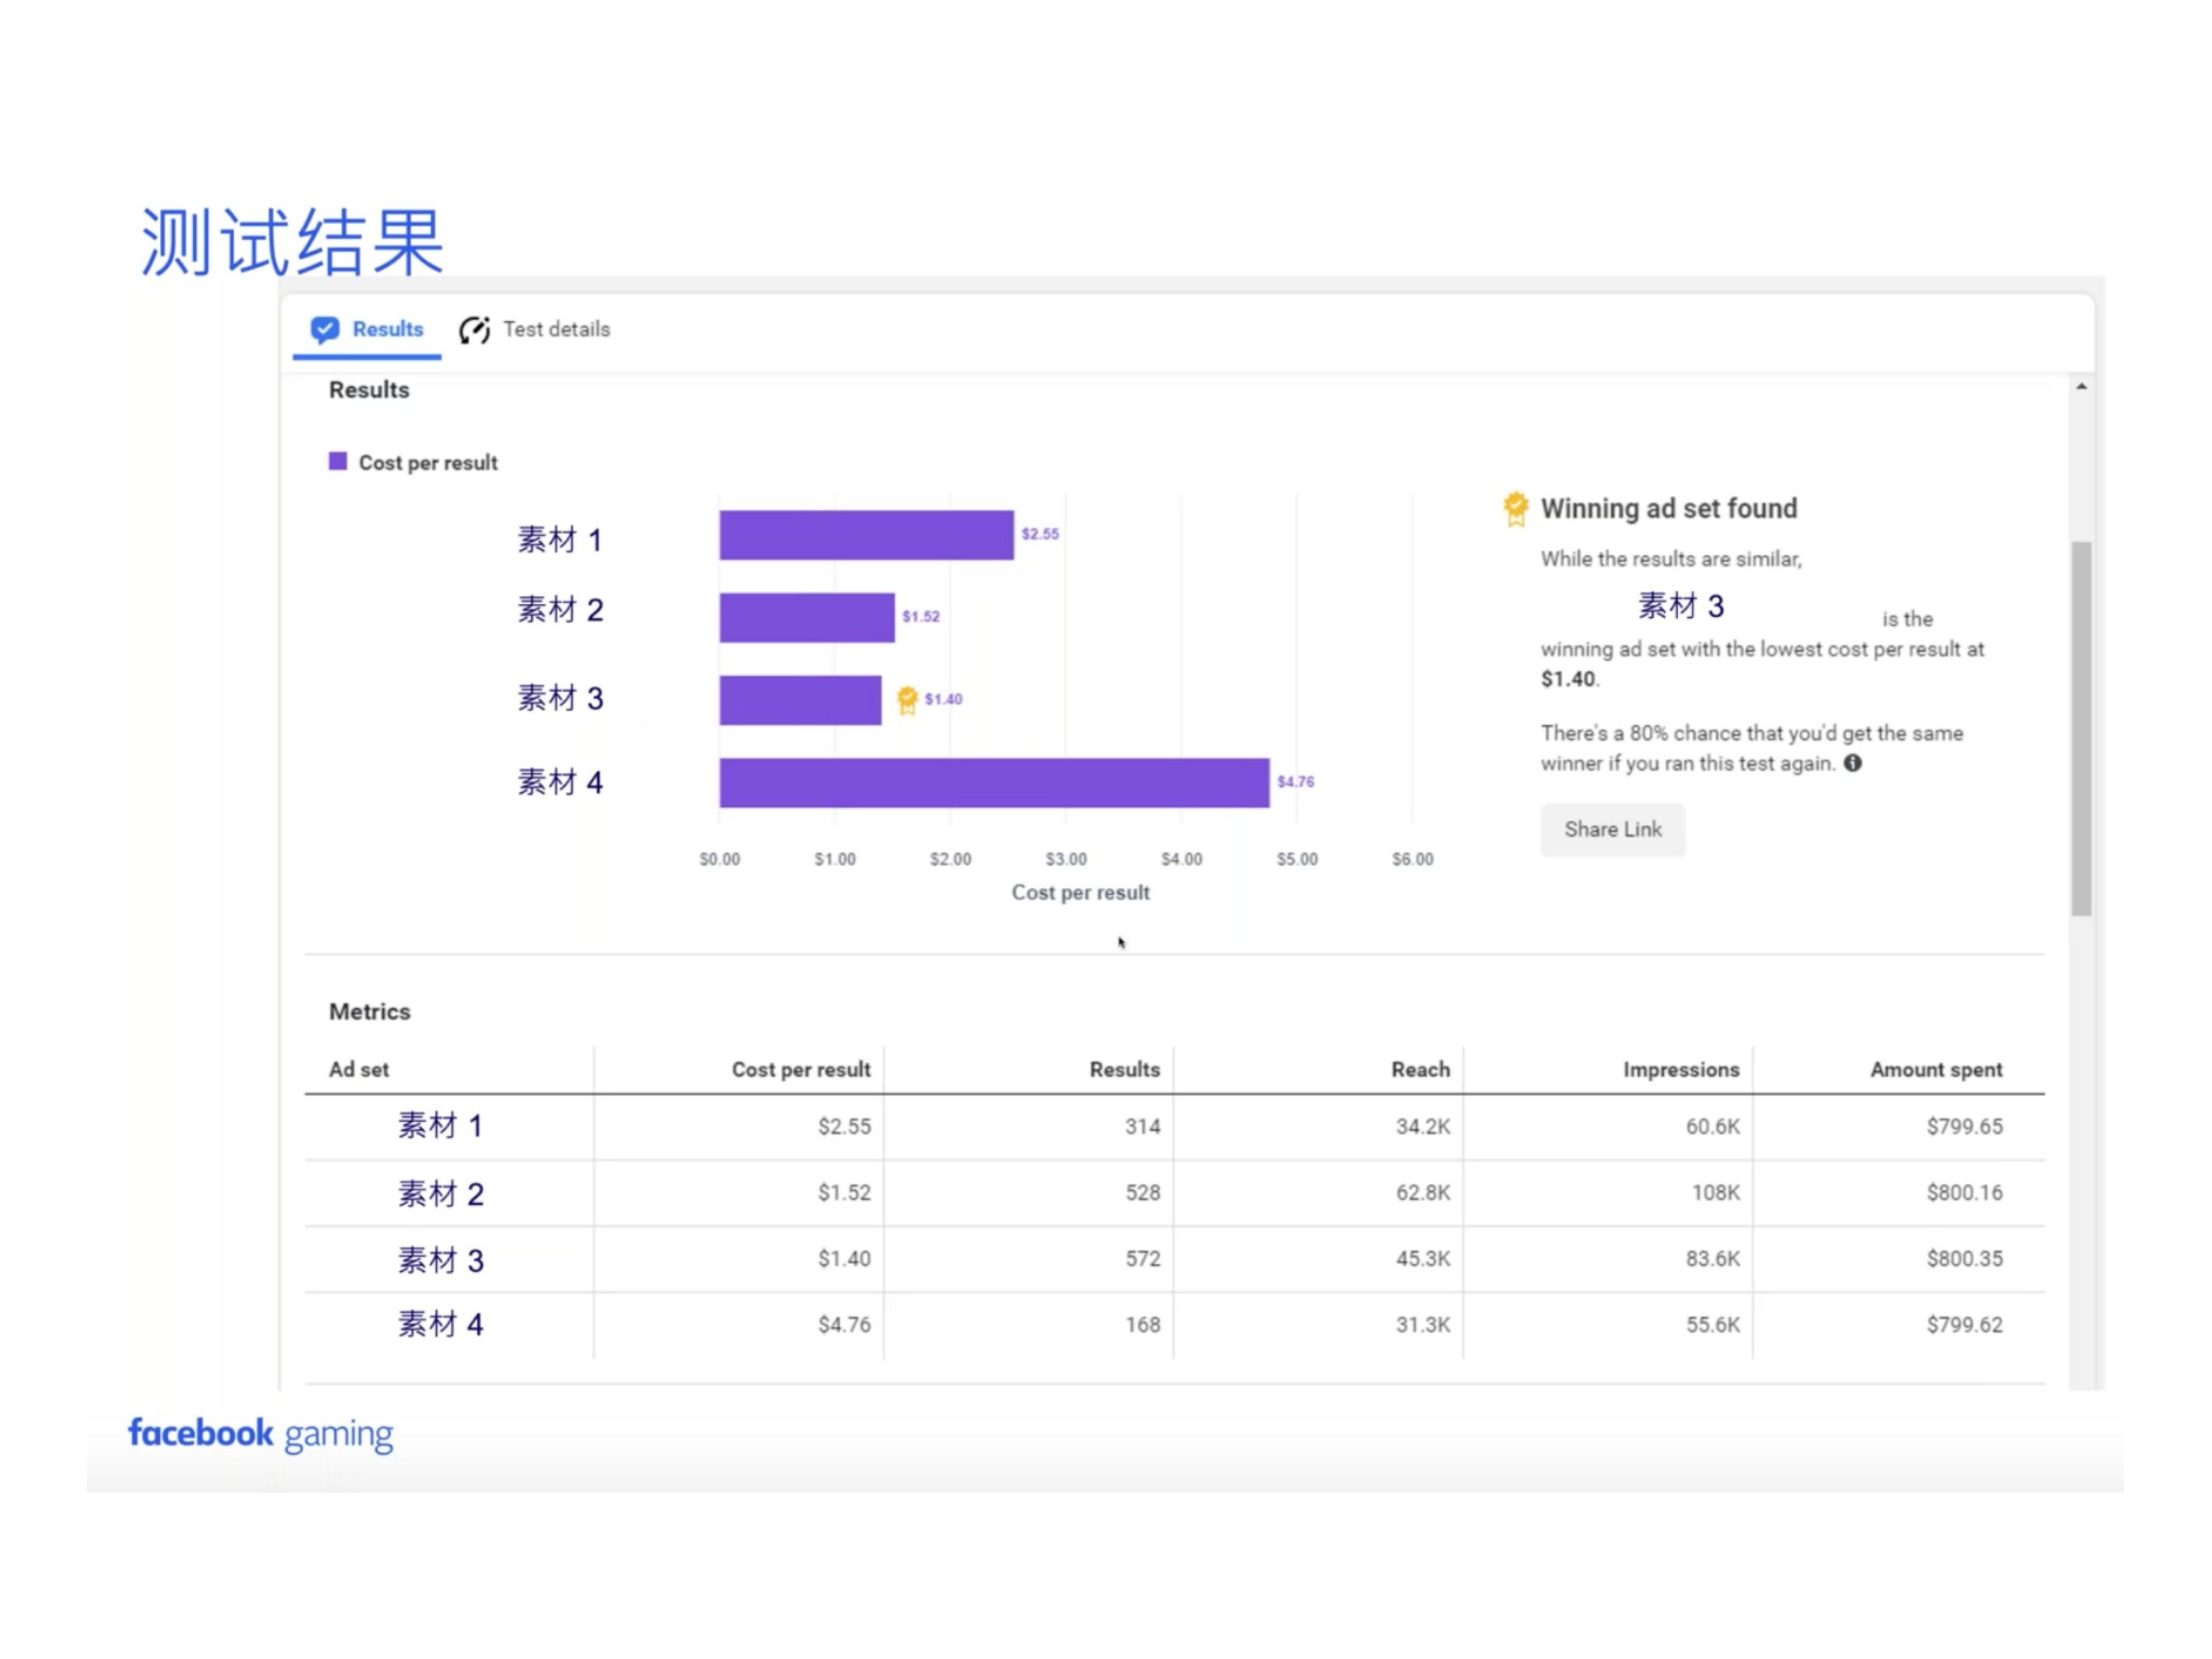 测试结果
Results
Test details
Results
Cost per result
素材 1
$2.55
素材 2
$1.52
素材 3
$1.40
素材 4
$4.76
$0.00 $1.00 $2.00 $3.00 $4.00 $5.00 $6.00
Cost per result
Winning ad set found
While the results are similar,
素材 3
is the
winning ad set with the lowest cost per result at
$1.40.
There's a 80% chance that you'd get the same
winner if you ran this test again.
Share Link
Metrics
Ad set Cost per result Results Reach Impressions Amount spent
素材 1 $2.55 314 34.2K 60.6K $799.65
素材 2 $1.52 528 62.8K 108K $800.16
素材 3 $1.40 572 45.3K 83.6K $800.35
素材 4 $4.76 168 31.3K 55.6K $799.62
facebook gaming